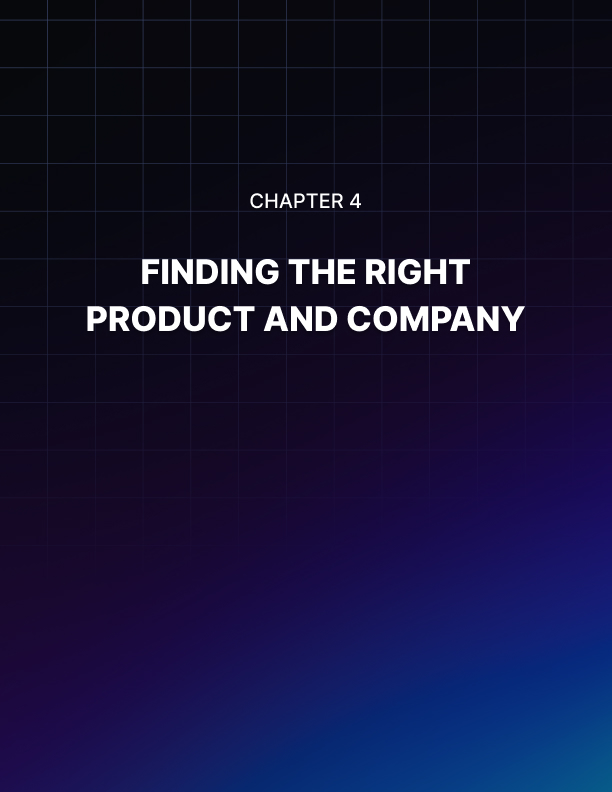 CHAPTER 4
FINDING THE RIGHT
PRODUCT AND COMPANY